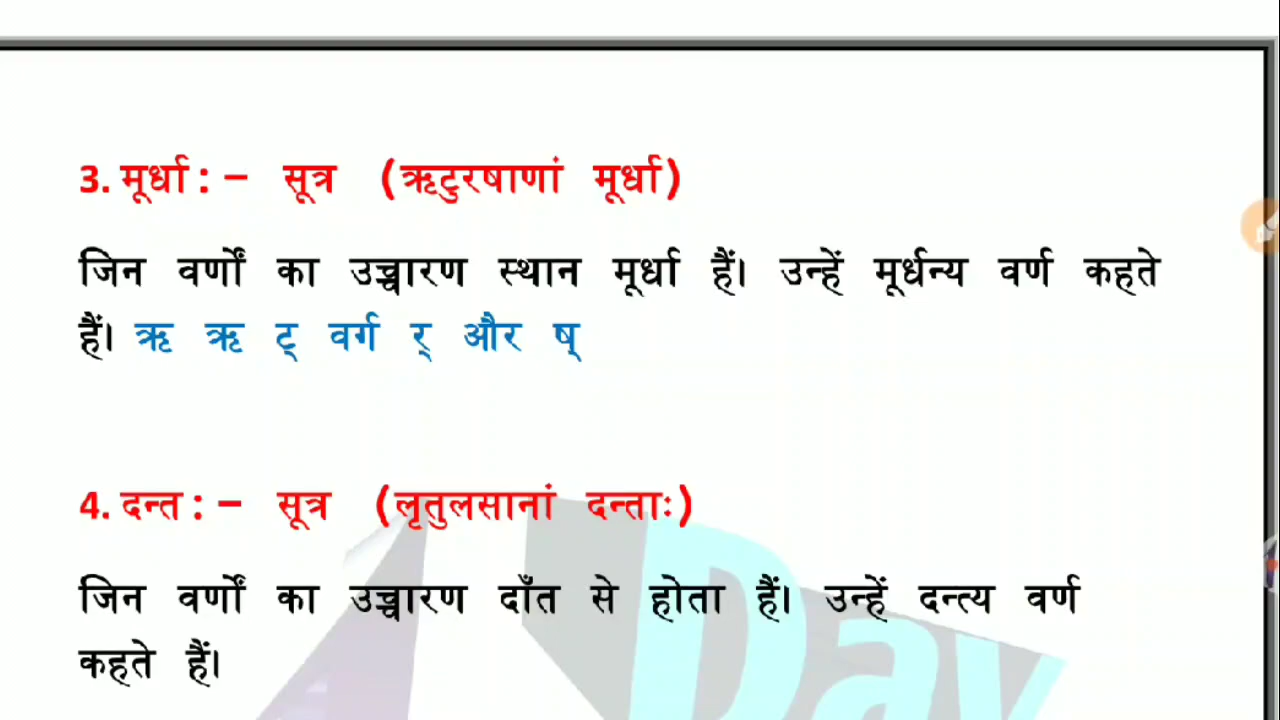 3. मूर्धा:- सूत्र (ऋटुरषाणां मूर्धा)
जिन वर्णों का उच्चारण स्थान मूर्धा हैं। उन्हें मूर्धन्य वर्ण कहते
हैं। ऋ ऋ ट् वर्ग र् और ष्
4. दन्त:- सूत्र (लृतुलसानां दन्ताः)
जिन वर्णों का उच्चारण दाँत से होता हैं। उन्हें दन्त्य वर्ण
कहते हैं।
Day